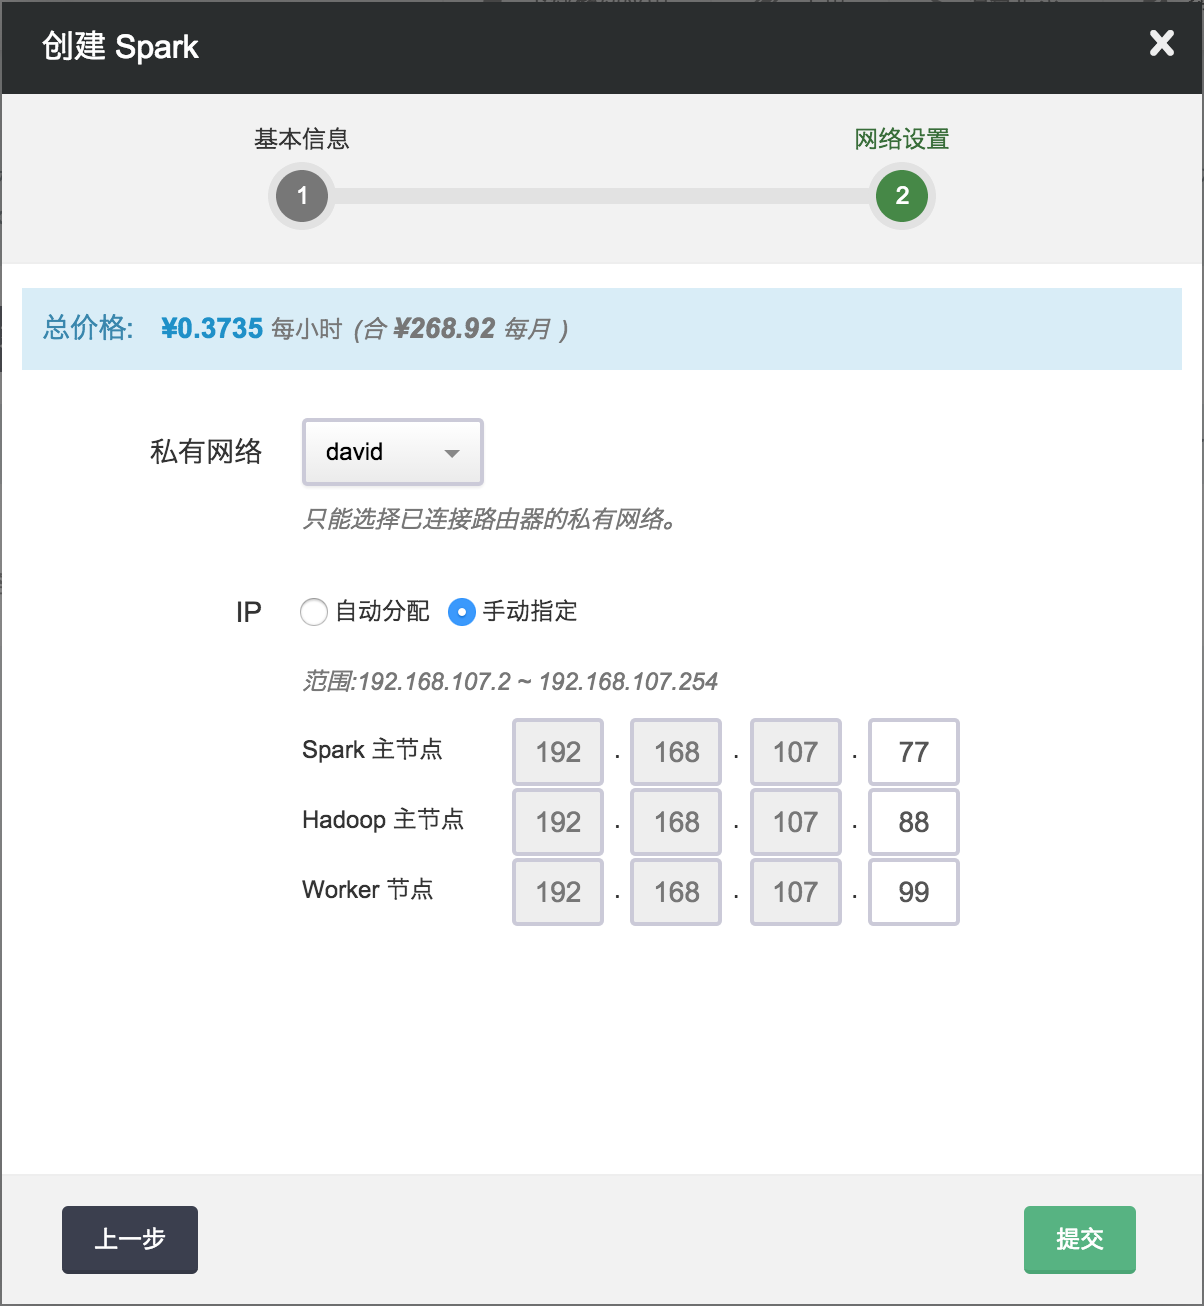 创建 Spark
基本信息
网络设置
1
2
总价格: ¥0.3735 每小时 (合 ¥268.92 每月 )
私有网络 david
只能选择已连接路由器的私有网络。
IP 自动分配 手动指定
范围:192.168.107.2 ~ 192.168.107.254
Spark 主节点 192 . 168 . 107 . 77
Hadoop 主节点 192 . 168 . 107 . 88
Worker 节点 192 . 168 . 107 . 99
上一步
提交